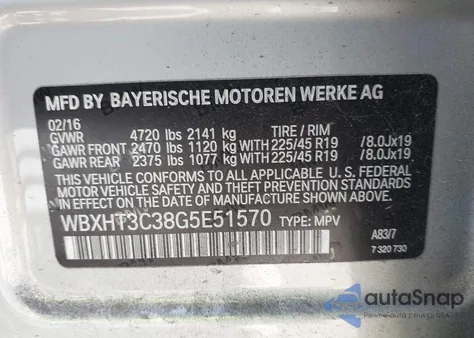 MFD BY BAYERISCHE MOTOREN WERKE AG
02/16
GVWR 4720 lbs 2141 kg TIRE / RIM
GAWR FRONT 2470 lbs 1120 kg WITH 225/45 R19 /8.0Jx19
GAWR REAR 2375 lbs 1077 kg WITH 225/45 R19 /8.0Jx19
THIS VEHICLE CONFORMS TO ALL APPLICABLE U. S. FEDERAL
MOTOR VEHICLE SAFETY, BUMPER AND THEFT PREVENTION
STANDARDS IN EFFECT ON THE DATE OF MANUFACTURE SHOWN ABOVE.
WBXHT3C38G5E51570 TYPE: MPV
A83/7
7 320 730
autoSnap